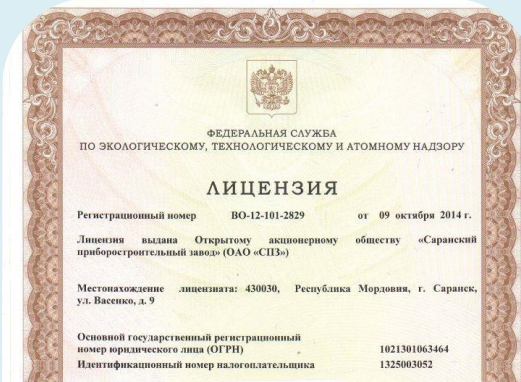 ФЕДЕРАЛЬНАЯ СЛУЖБА
ПО ЭКОЛОГИЧЕСКОМУ, ТЕХНОЛОГИЧЕСКОМУ И АТОМНОМУ НАДЗОРУ
ЛИЦЕНЗИЯ
Регистрационный номер ВО-12-101-2829 от 09 октября 2014 г.
Лицензия выдана Открытому акционерному обществу «Саранский
приборостроительный завод» (ОАО «СПЗ»)
Местонахождение лицензиата: 430030, Республика Мордовия, г. Саранск,
ул. Васенко, д. 9
Основной государственный регистрационный
номер юридического лица (ОГРН) 1021301063464
Идентификационный номер налогоплательщика 1325003052